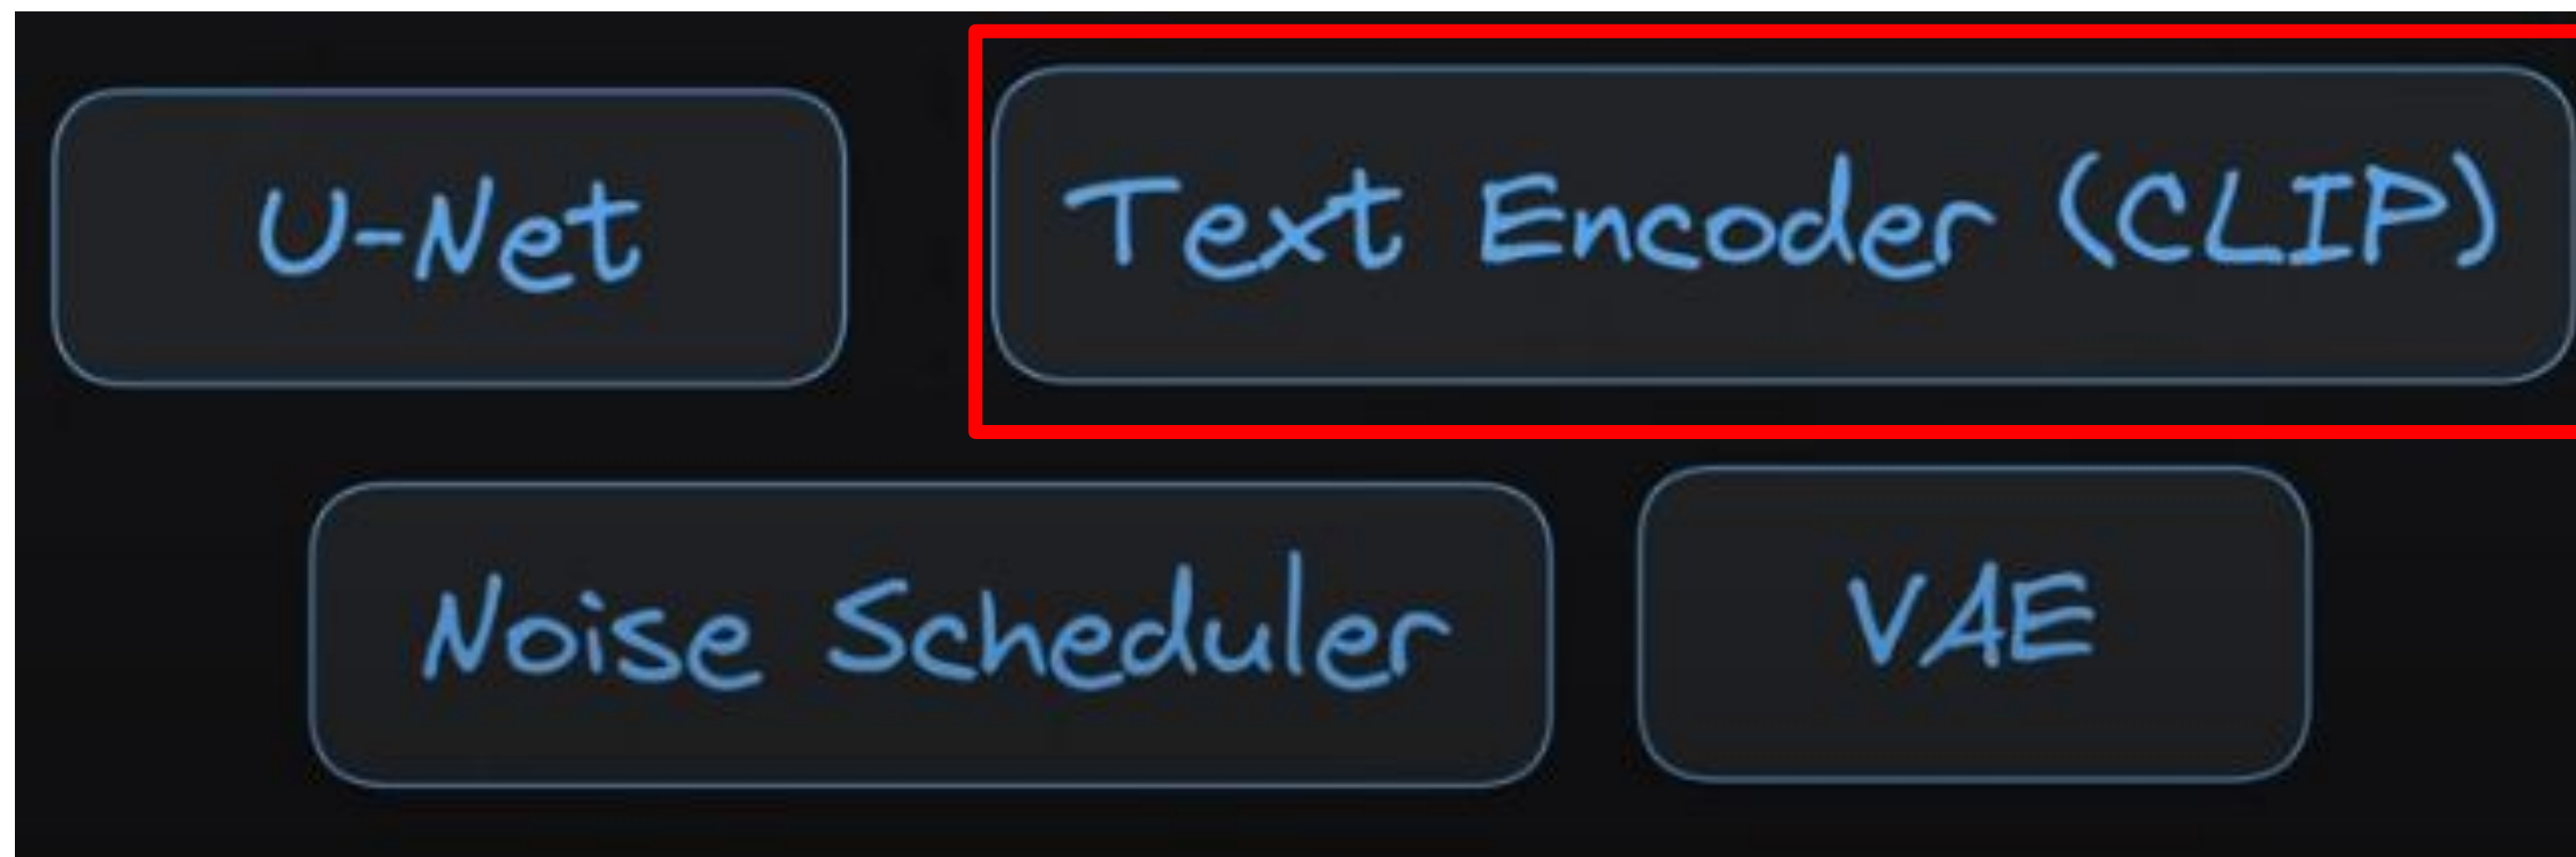 U-Net
Text Encoder (CLIP)
Noise Scheduler
VAE